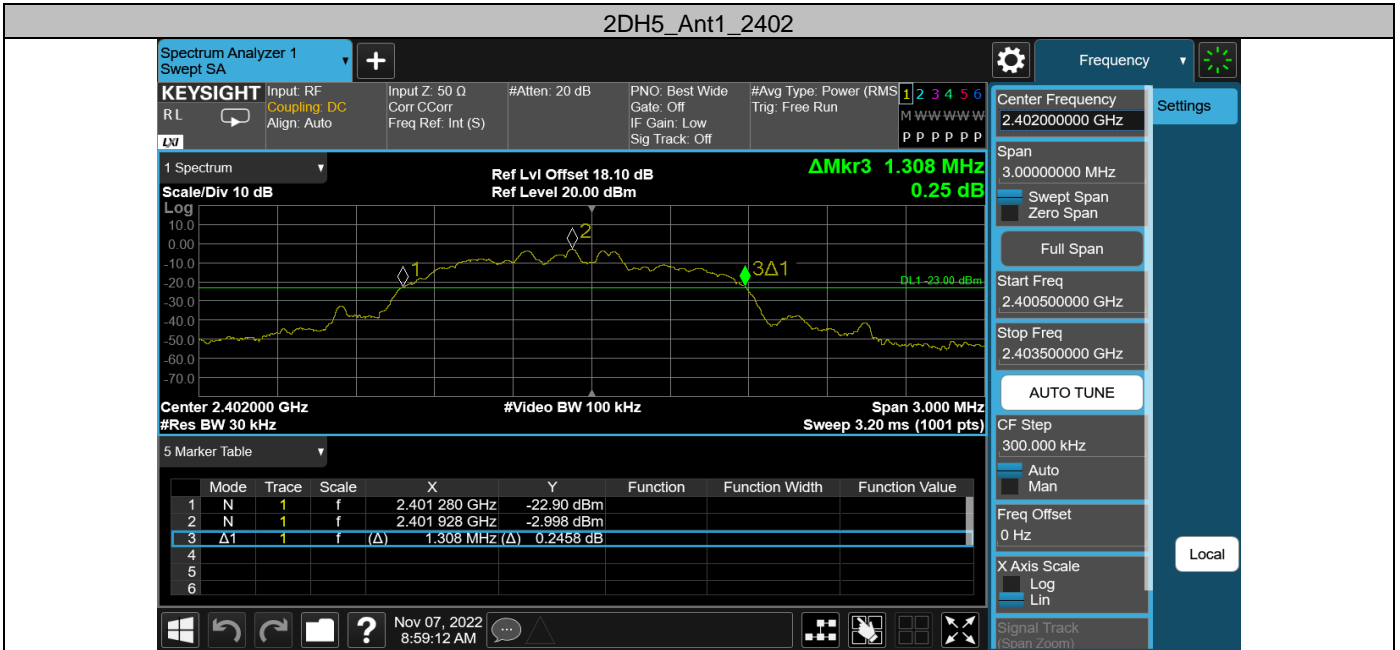 2DH5_Ant1_2402
Spectrum Analyzer 1
Swept SA
Frequency
KEYSIGHT
RL
LXI
Input: RF
Coupling: DC
Align: Auto
Input Z: 50 Ω
Corr CCorr
Freq Ref: Int (S)
#Atten: 20 dB
PNO: Best Wide
Gate: Off
IF Gain: Low
Sig Track: Off
#Avg Type: Power (RMS
Trig: Free Run
1 2 3 4 5 6
M W W W W W
P P P P P P
1 Spectrum
Scale/Div 10 dB
Ref Lvl Offset 18.10 dB
Ref Level 20.00 dBm
ΔMkr3 1.308 MHz
0.25 dB
Log
10.0
0.00
-10.0
-20.0
-30.0
-40.0
-50.0
-60.0
-70.0
1
2
3Δ1
DL1 -23.00 dBm
Center 2.402000 GHz
#Video BW 100 kHz
Span 3.000 MHz
#Res BW 30 kHz
Sweep 3.20 ms (1001 pts)
5 Marker Table
Mode Trace Scale X Y Function Function Width Function Value
1 N 1 f 2.401 280 GHz -22.90 dBm
2 N 1 f 2.401 928 GHz -2.998 dBm
3 Δ1 1 f (Δ) 1.308 MHz (Δ) 0.2458 dB
4
5
6
Nov 07, 2022
8:59:12 AM
Center Frequency
2.402000000 GHz
Settings
Span
3.00000000 MHz
Swept Span
Zero Span
Full Span
Start Freq
2.400500000 GHz
Stop Freq
2.403500000 GHz
AUTO TUNE
CF Step
300.000 kHz
Auto
Man
Freq Offset
0 Hz
X Axis Scale
Log
Lin
Local
Signal Track
(Span Zoom)